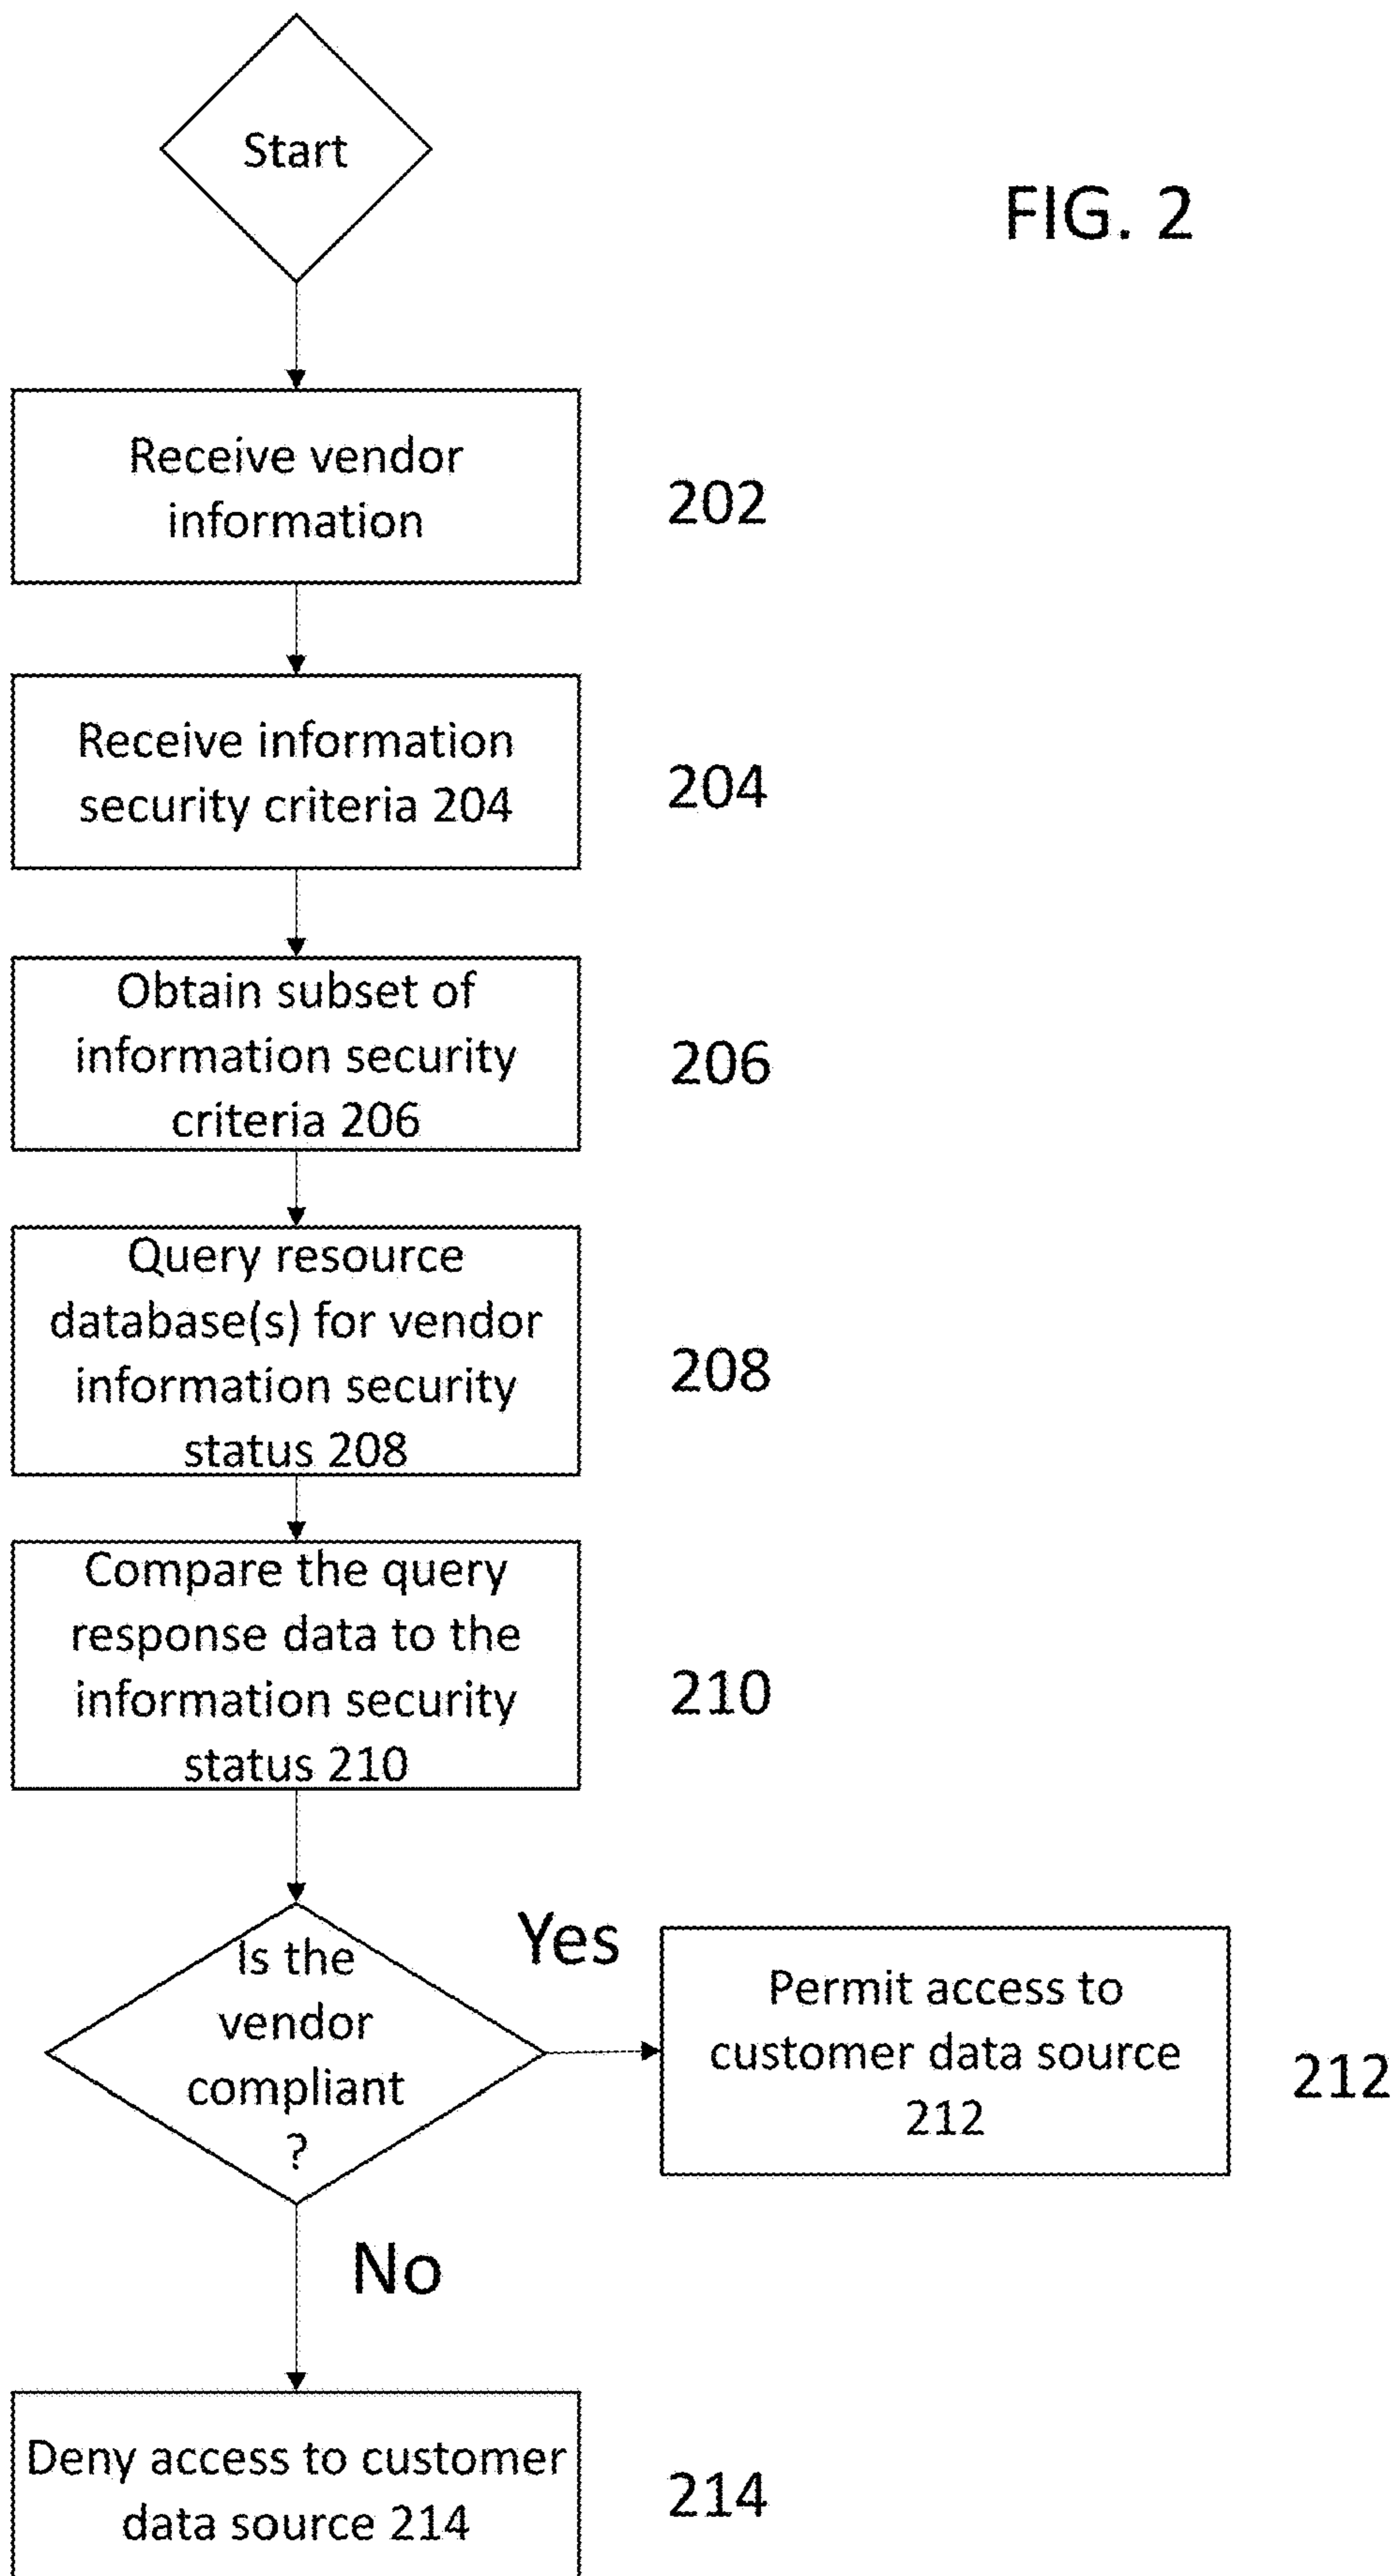 Start
FIG. 2
Receive vendor
information
202
Receive information
security criteria 204
204
Obtain subset of
information security
criteria 206
206
Query resource
database(s) for vendor
information security
status 208
208
Compare the query
response data to the
information security
status 210
210
Is the
vendor
compliant
?
Yes
Permit access to
customer data source
212
212
No
Deny access to customer
data source 214
214